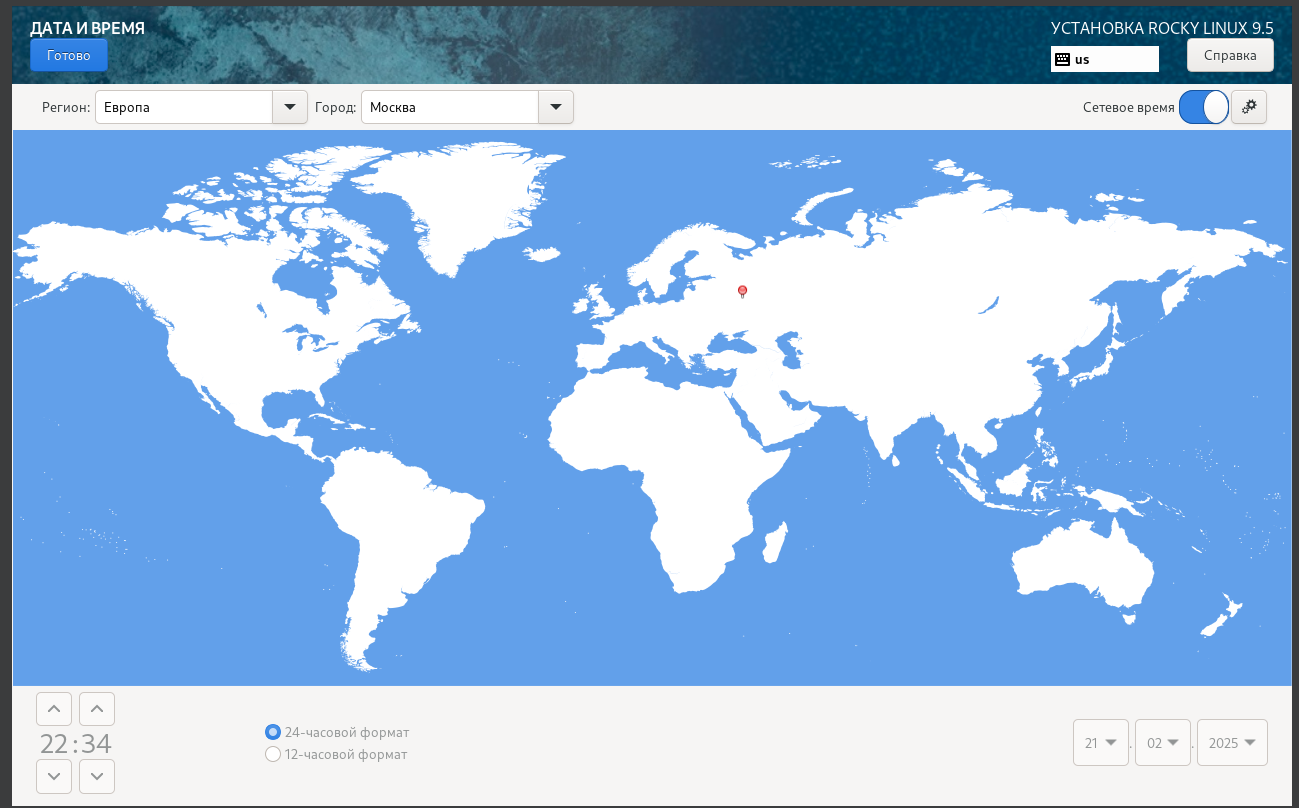 ДАТА И ВРЕМЯ
УСТАНОВКА ROCKY LINUX 9.5
Готово
us
Справка
Регион: Европа Город: Москва Сетевое время
22:34
24-часовой формат
12-часовой формат
21 . 02 . 2025